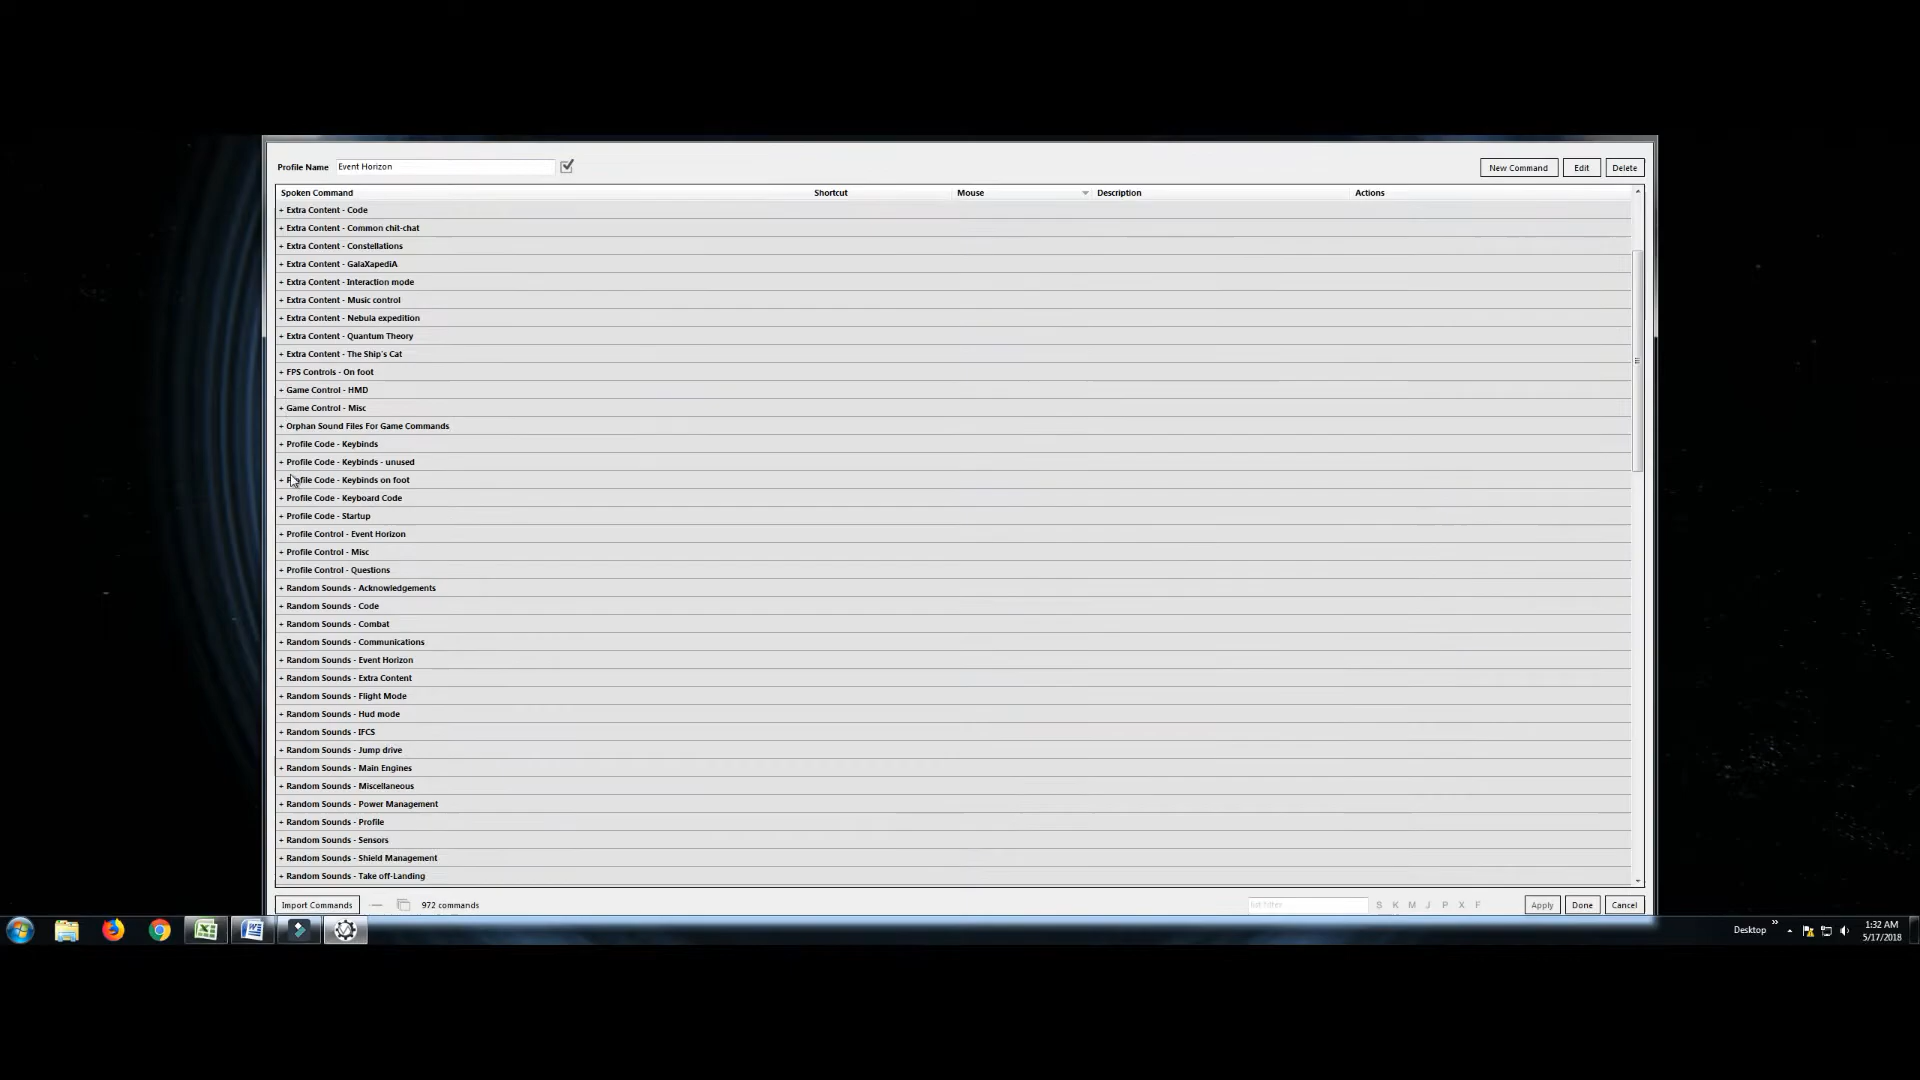 Profile Name Event Horizon New Command Edit Delete
Spoken Command Shortcut Mouse Description Actions
+ Extra Content - Code
+ Extra Content - Common chit-chat
+ Extra Content - Constellations
+ Extra Content - GalaXapediA
+ Extra Content - Interaction mode
+ Extra Content - Music control
+ Extra Content - Nebula expedition
+ Extra Content - Quantum Theory
+ Extra Content - The Ship's Cat
+ FPS Controls - On foot
+ Game Control - HMD
+ Game Control - Misc
+ Orphan Sound Files For Game Commands
+ Profile Code - Keybinds
+ Profile Code - Keybinds - unused
+ Profile Code - Keybinds on foot
+ Profile Code - Keyboard Code
+ Profile Code - Startup
+ Profile Control - Event Horizon
+ Profile Control - Misc
+ Profile Control - Questions
+ Random Sounds - Acknowledgements
+ Random Sounds - Code
+ Random Sounds - Combat
+ Random Sounds - Communications
+ Random Sounds - Event Horizon
+ Random Sounds - Extra Content
+ Random Sounds - Flight Mode
+ Random Sounds - Hud mode
+ Random Sounds - IFCS
+ Random Sounds - Jump drive
+ Random Sounds - Main Engines
+ Random Sounds - Miscellaneous
+ Random Sounds - Power Management
+ Random Sounds - Profile
+ Random Sounds - Sensors
+ Random Sounds - Shield Management
+ Random Sounds - Take off-Landing
Import Commands 972 commands list filter S K M J P X F Apply Done Cancel
Desktop 1:32 AM
5/17/2018